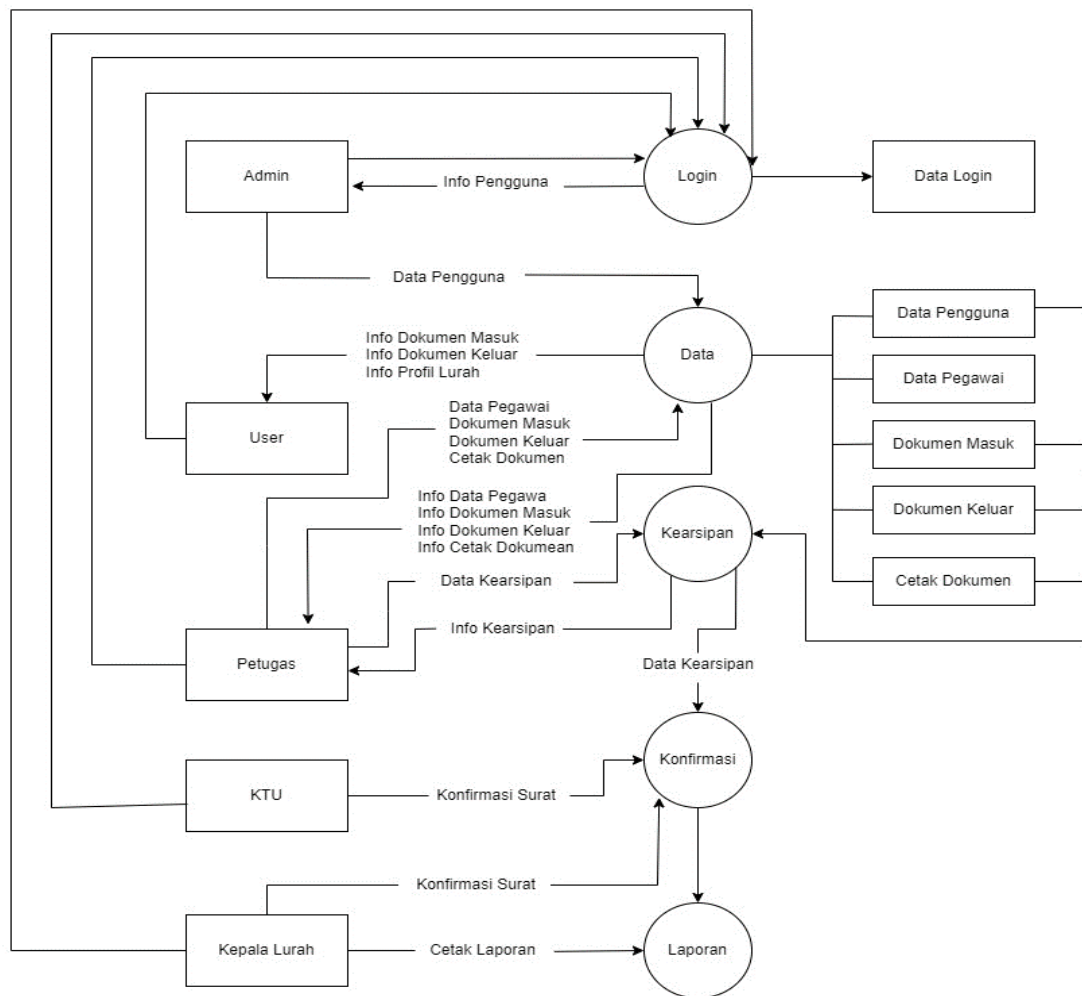 Admin
Info Pengguna
Login
Data Login
Data Pengguna
Info Dokumen Masuk
Info Dokumen Keluar
Info Profil Lurah
Data
Data Pengguna
Data Pegawai
User
Data Pegawai
Dokumen Masuk
Dokumen Keluar
Cetak Dokumen
Dokumen Masuk
Info Data Pegawa
Info Dokumen Masuk
Info Dokumen Keluar
Info Cetak Dokumean
Kearsipan
Dokumen Keluar
Data Kearsipan
Cetak Dokumen
Info Kearsipan
Petugas
Data Kearsipan
KTU
Konfirmasi Surat
Konfirmasi
Konfirmasi Surat
Kepala Lurah
Cetak Laporan
Laporan